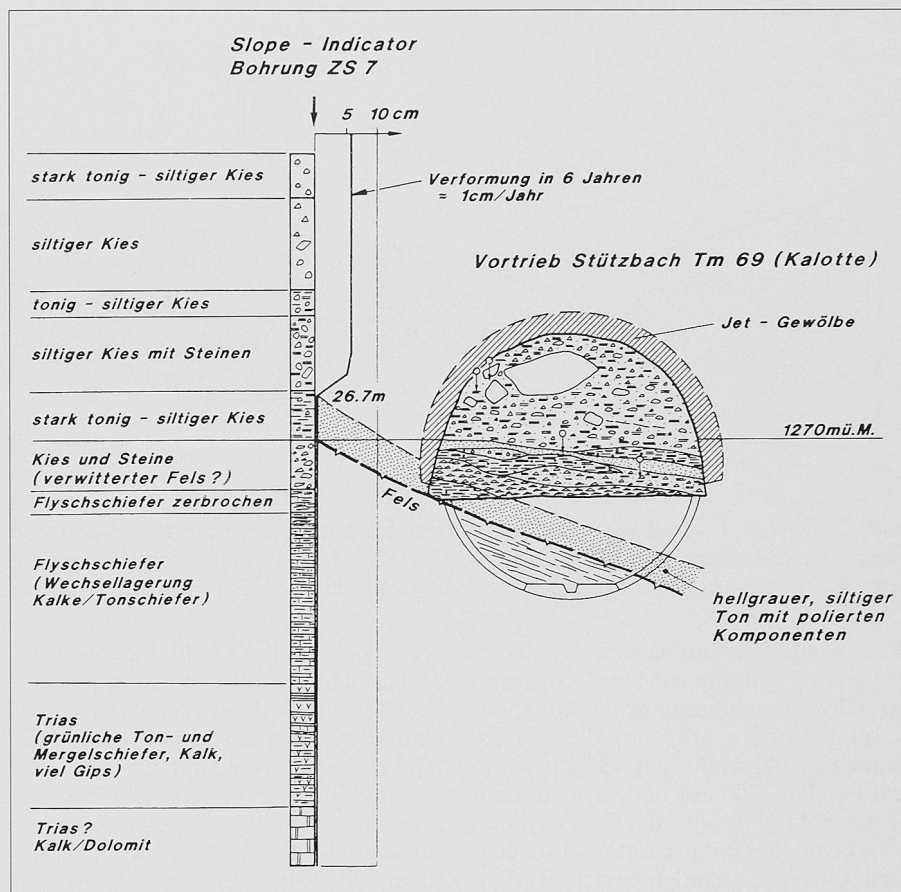 Slope - Indicator
Bohrung ZS 7
5 10 cm
stark tonig - siltiger Kies
Verformung in 6 Jahren
≈ 1cm/Jahr
siltiger Kies
Vortrieb Stützbach Tm 69 (Kalotte)
tonig - siltiger Kies
Jet - Gewölbe
siltiger Kies mit Steinen
26.7m
stark tonig - siltiger Kies
1270mü.M.
Kies und Steine
(verwitterter Fels ?)
Fels
Flyschschiefer zerbrochen
Flyschschiefer
(Wechsellagerung
Kalke/Tonschiefer)
hellgrauer, siltiger
Ton mit polierten
Komponenten
Trias
(grünliche Ton- und
Mergelschiefer, Kalk,
viel Gips)
Trias ?
Kalk/Dolomit